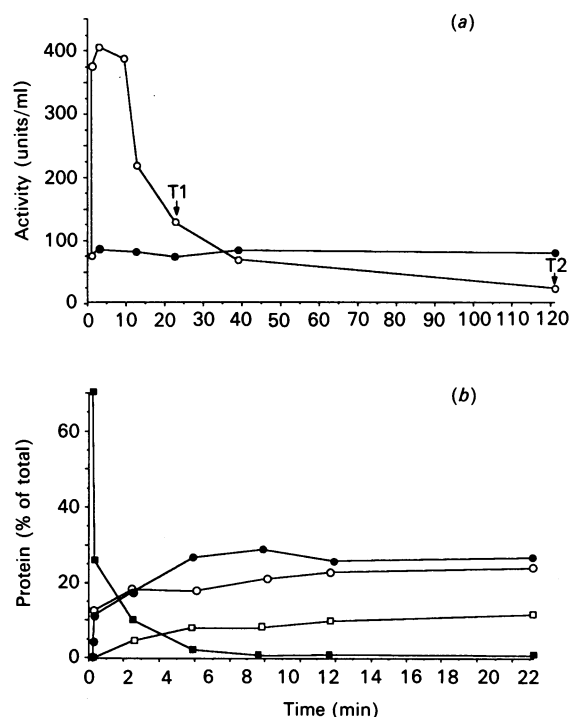 (a)
400
300
200
100
0
Activity (units/ml)
T1
T2
0 10 20 30 40 50 60 70 80 90 100 110 120
(b)
60
40
20
0
Protein (% of total)
0 2 4 6 8 10 12 14 16 18 20 22
Time (min)